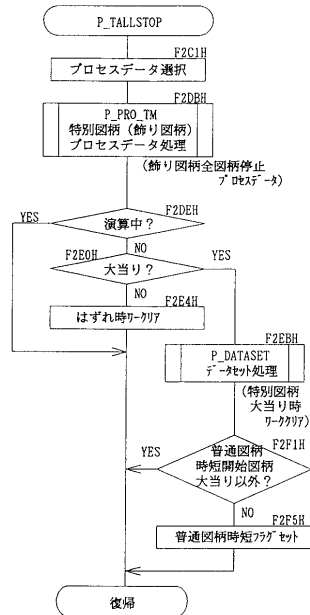 P_TALLSTOP
F2C1H
プロセスデータ選択
F2DBH
P_PRO_TM
特別図柄（飾り図柄）
プロセスデータ処理
（飾り図柄全図柄停止
プロセスデータ）
F2DEH
YES
演算中？
NO
F2E0H
YES
大当り？
NO
F2E4H
はずれ時ワークリア
F2EBH
P_DATASET
データセット処理
（特別図柄
大当り時
ワーククリア）
F2F1H
YES
普通図柄
時短開始図柄
大当り以外？
NO
F2F5H
普通図柄時短フラグセット
復帰